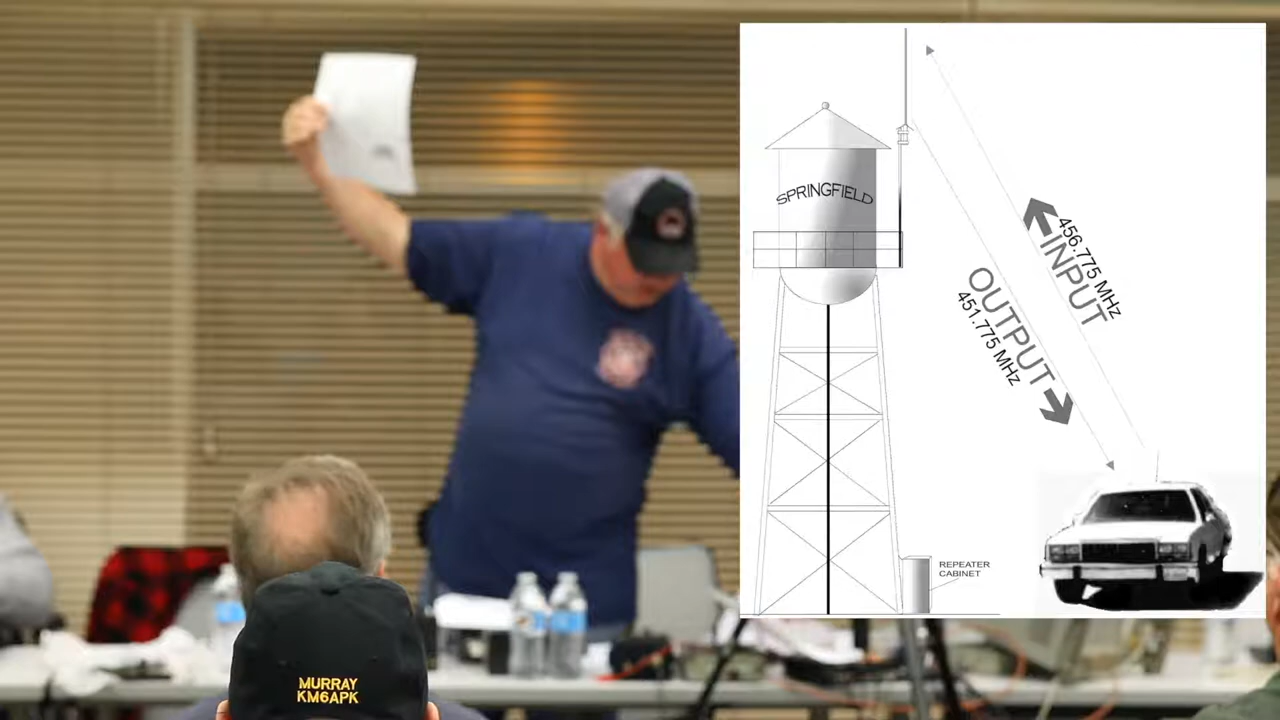 SPRINGFIELD
456.775 MHz
INPUT
OUTPUT
451.775 MHz
REPEATER
CABINET
MURRAY
KM6APK